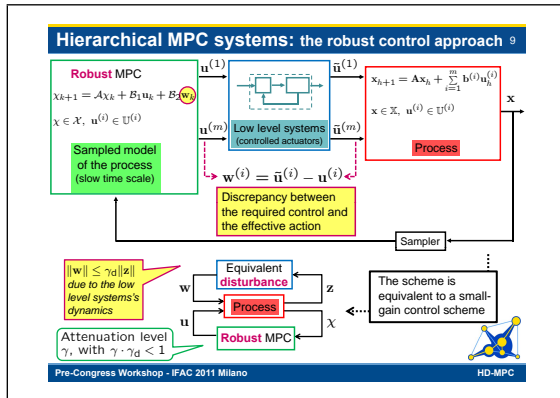 Hierarchical MPC systems: the robust control approach 9
Robust MPC
χ_{k+1} = 𝒜χ_k + ℬ_1 u_k + ℬ_2 w_k
χ ∈ 𝒳, u^{(i)} ∈ 𝕌^{(i)}
Sampled model
of the process
(slow time scale)
u^{(1)}
u^{(m)}
Low level systems
(controlled actuators)
ū^{(1)}
ū^{(m)}
x_{h+1} = Ax_h + ∑_{i=1}^{m} b^{(i)} u_h^{(i)}
x ∈ 𝕏, u^{(i)} ∈ 𝕌^{(i)}
Process
x
w^{(i)} = ū^{(i)} − u^{(i)}
Discrepancy between
the required control and
the effective action
Sampler
‖w‖ ≤ γ_d‖z‖
due to the low
level systems's
dynamics
Equivalent
disturbance
w
z
Process
u
χ
Robust MPC
The scheme is
equivalent to a small-
gain control scheme
Attenuation level
γ, with γ · γ_d < 1
Pre-Congress Workshop - IFAC 2011 Milano
HD-MPC